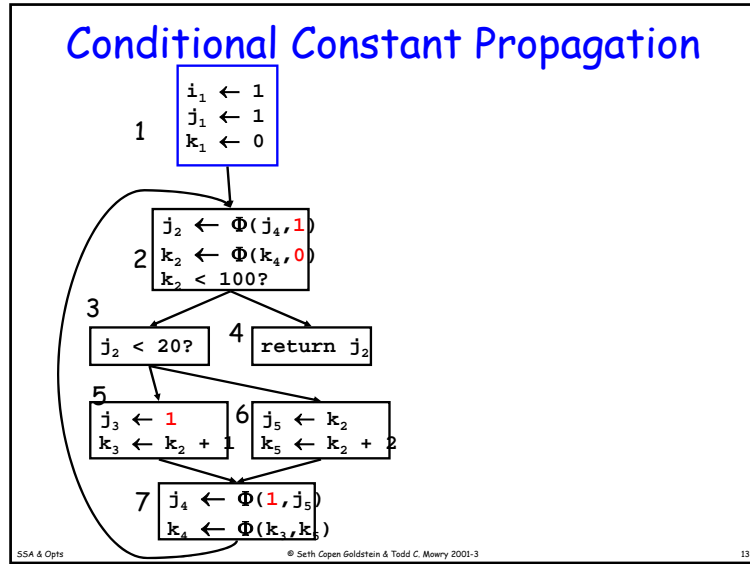 Conditional Constant Propagation
1
i₁ ← 1
j₁ ← 1
k₁ ← 0
2
j₂ ← Φ(j₄,1)
k₂ ← Φ(k₄,0)
k₂ < 100?
3
j₂ < 20?
4
return j₂
5
j₃ ← 1
k₃ ← k₂ + 1
6
j₅ ← k₂
k₅ ← k₂ + 2
7
j₄ ← Φ(1,j₅)
k₄ ← Φ(k₃,k₅)
SSA & Opts
© Seth Copen Goldstein & Todd C. Mowry 2001-3
13